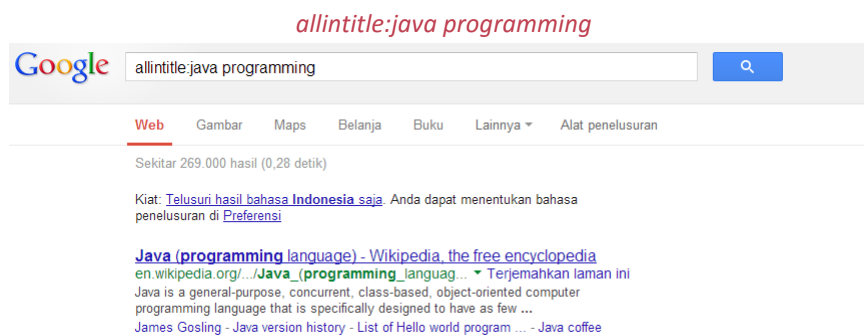 allintitle:java programming
Google allintitle:java programming
Web Gambar Maps Belanja Buku Lainnya Alat penelusuran
Sekitar 269.000 hasil (0,28 detik)
Kiat: Telusuri hasil bahasa Indonesia saja. Anda dapat menentukan bahasa
penelusuran di Preferensi
Java (programming language) - Wikipedia, the free encyclopedia
en.wikipedia.org/.../Java_(programming_languag... Terjemahkan laman ini
Java is a general-purpose, concurrent, class-based, object-oriented computer
programming language that is specifically designed to have as few ...
James Gosling - Java version history - List of Hello world program ... - Java coffee